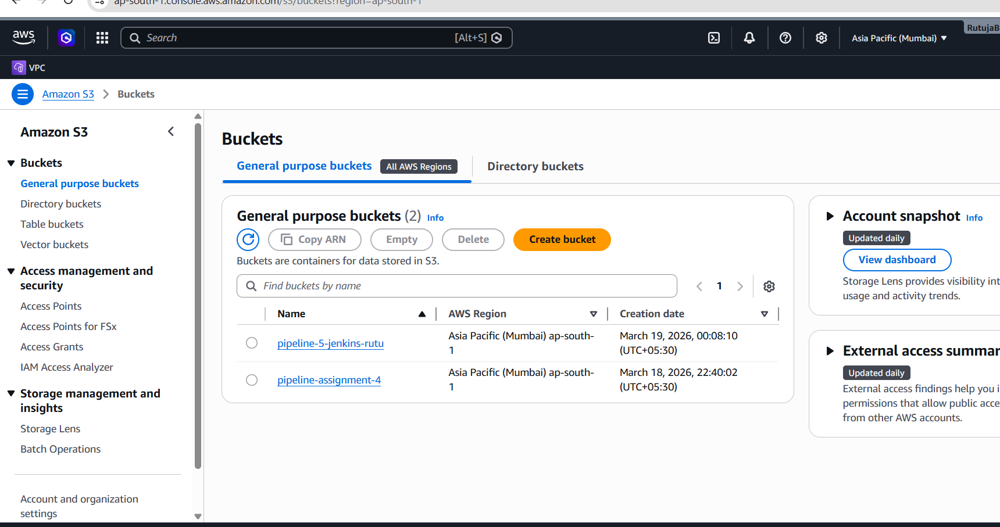 ap-south-1.console.aws.amazon.com/s3/buckets?region=ap-south-1
aws
Search
[Alt+S]
Asia Pacific (Mumbai)
RutujaB
VPC
Amazon S3
Buckets
Amazon S3
Buckets
General purpose buckets
Directory buckets
Table buckets
Vector buckets
Access management and
security
Access Points
Access Points for FSx
Access Grants
IAM Access Analyzer
Storage management and
insights
Storage Lens
Batch Operations
Account and organization
settings
Buckets
General purpose buckets
All AWS Regions
Directory buckets
General purpose buckets (2) Info
Copy ARN
Empty
Delete
Create bucket
Buckets are containers for data stored in S3.
Find buckets by name
1
Name
AWS Region
Creation date
pipeline-5-jenkins-rutu
Asia Pacific (Mumbai) ap-south-
1
March 19, 2026, 00:08:10
(UTC+05:30)
pipeline-assignment-4
Asia Pacific (Mumbai) ap-south-
1
March 18, 2026, 22:40:02
(UTC+05:30)
Account snapshot Info
Updated daily
View dashboard
Storage Lens provides visibility int
usage and activity trends.
External access summar
Updated daily
External access findings help you i
permissions that allow public acce
from other AWS accounts.